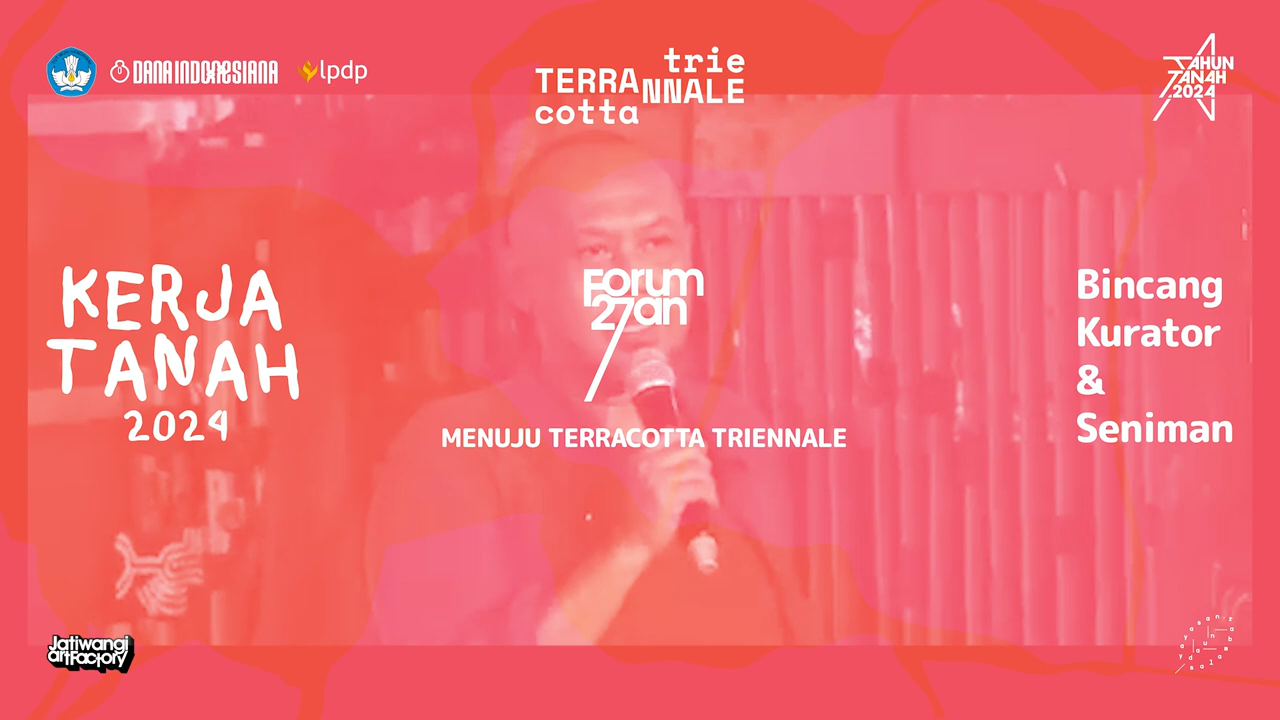 DANA INDONESIANA
lpdp
TERRA
cotta
trie
NNALE
TAHUN
TANAH
.2024
KERJA
TANAH
2024
Forum
27an
MENUJU TERRACOTTA TRIENNALE
Bincang
Kurator
&
Seniman
Jatiwangi
artFactory